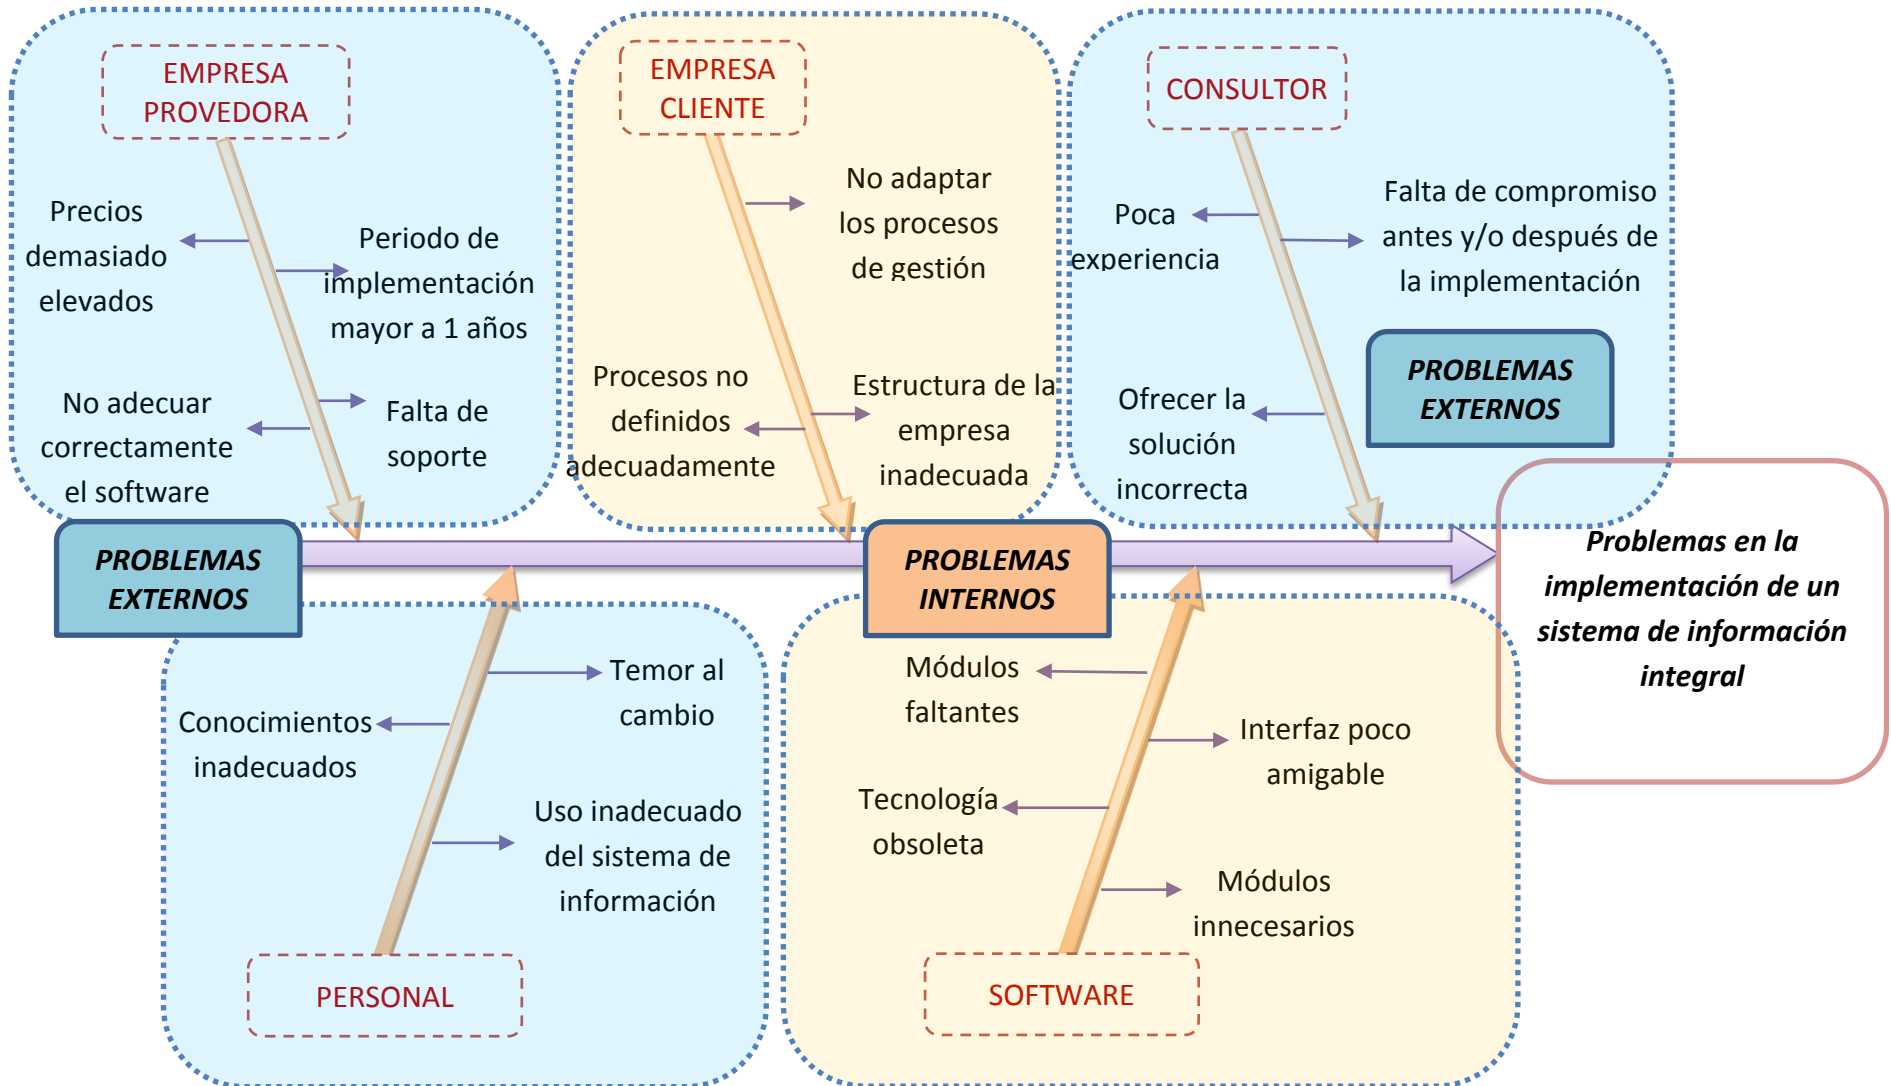 EMPRESA
PROVEDORA
Precios
demasiado
elevados
Periodo de
implementación
mayor a 1 años
No adecuar
correctamente
el software
Falta de
soporte
EMPRESA
CLIENTE
No adaptar
los procesos
de gestión
Procesos no
definidos
adecuadamente
Estructura de la
empresa
inadecuada
CONSULTOR
Poca
experiencia
Falta de compromiso
antes y/o después de
la implementación
Ofrecer la
solución
incorrecta
PROBLEMAS
EXTERNOS
PROBLEMAS
EXTERNOS
PROBLEMAS
INTERNOS
Problemas en la
implementación de un
sistema de información
integral
Temor al
cambio
Conocimientos
inadecuados
Uso inadecuado
del sistema de
información
PERSONAL
Módulos
faltantes
Interfaz poco
amigable
Tecnología
obsoleta
Módulos
innecesarios
SOFTWARE